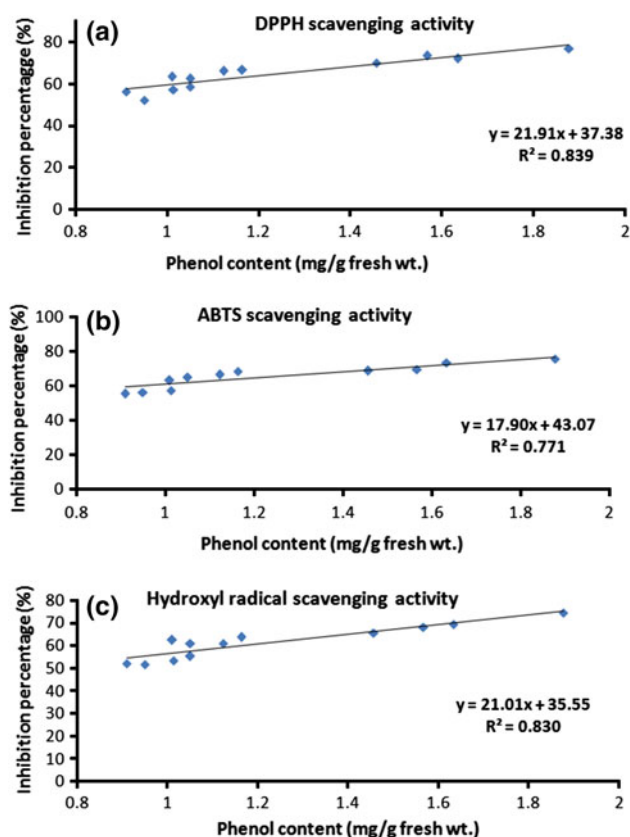 (a)
DPPH scavenging activity
Inhibition percentagge (%)
80
60
40
20
0
y = 21.91x + 37.38
R² = 0.839
0.8 1 1.2 1.4 1.6 1.8 2
Phenol content (mg/g fresh wt.)
(b)
ABTS scavenging activity
Inhibition percentage (%)
100
80
60
40
20
0
y = 17.90x + 43.07
R² = 0.771
0.8 1 1.2 1.4 1.6 1.8 2
Phenol content (mg/g fresh wt.)
(c)
Hydroxyl radical scavenging activity
Inhibition percentage (%)
80
70
60
50
40
30
20
10
0
y = 21.01x + 35.55
R² = 0.830
0.8 1 1.2 1.4 1.6 1.8 2
Phenol content (mg/g fresh wt.)